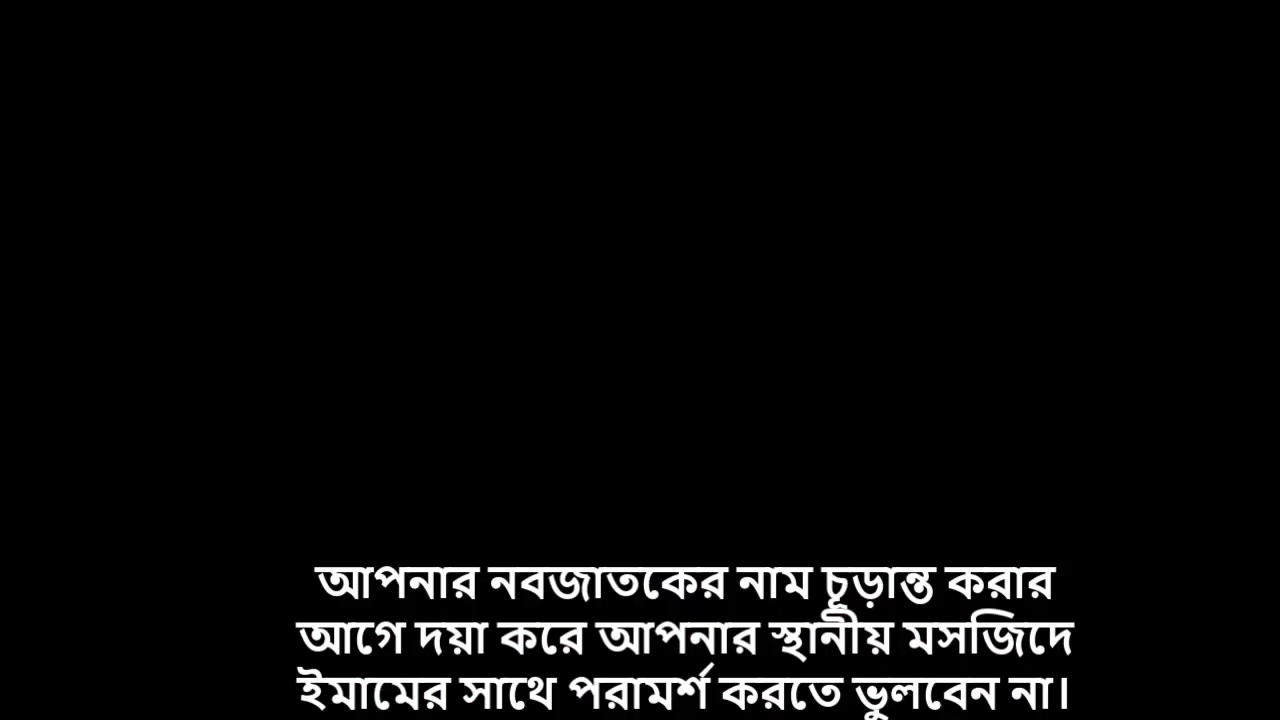 আপনার নবজাতকের নাম চূড়ান্ত করার
আগে দয়া করে আপনার স্থানীয় মসজিদে
ইমামের সাথে পরামর্শ করতে ভুলবেন না।